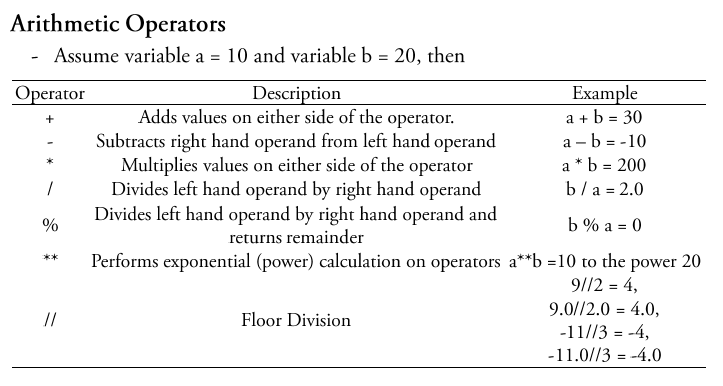 Arithmetic Operators
- Assume variable a = 10 and variable b = 20, then
Operator Description Example
+ Adds values on either side of the operator. a + b = 30
- Subtracts right hand operand from left hand operand a – b = -10
* Multiplies values on either side of the operator a * b = 200
/ Divides left hand operand by right hand operand b / a = 2.0
% Divides left hand operand by right hand operand and
returns remainder b % a = 0
** Performs exponential (power) calculation on operators a**b =10 to the power 20
// Floor Division 9//2 = 4,
9.0//2.0 = 4.0,
-11//3 = -4,
-11.0//3 = -4.0